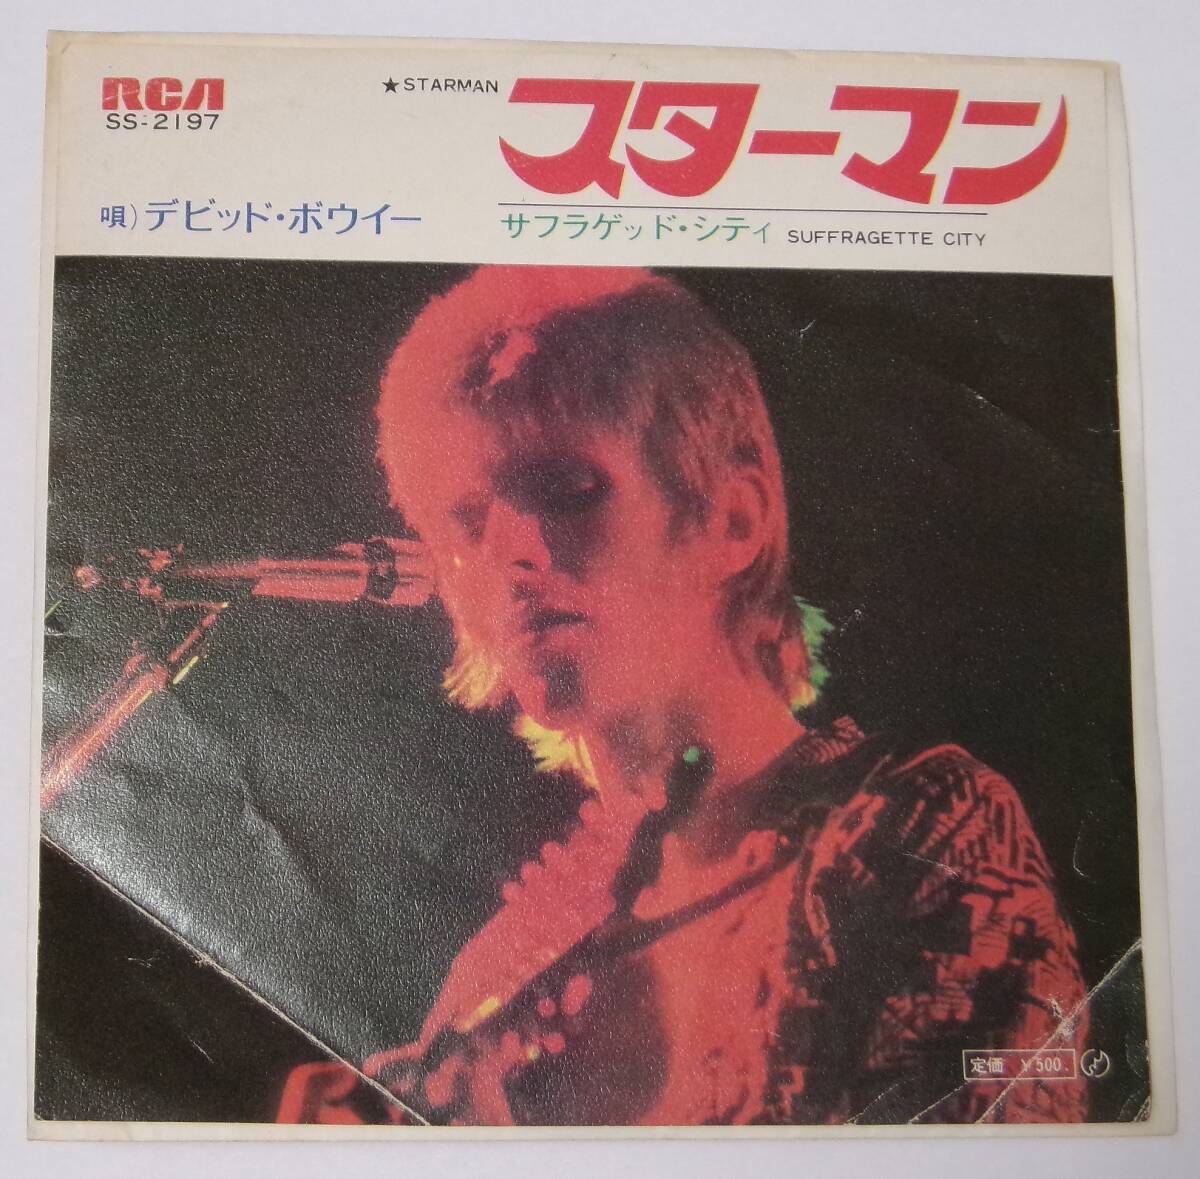 RCA
SS-2197
★STARMAN
スターマン
唄）デビッド・ボウイー
サフラゲッド・シティ SUFFRAGETTE CITY
定価 ¥500.